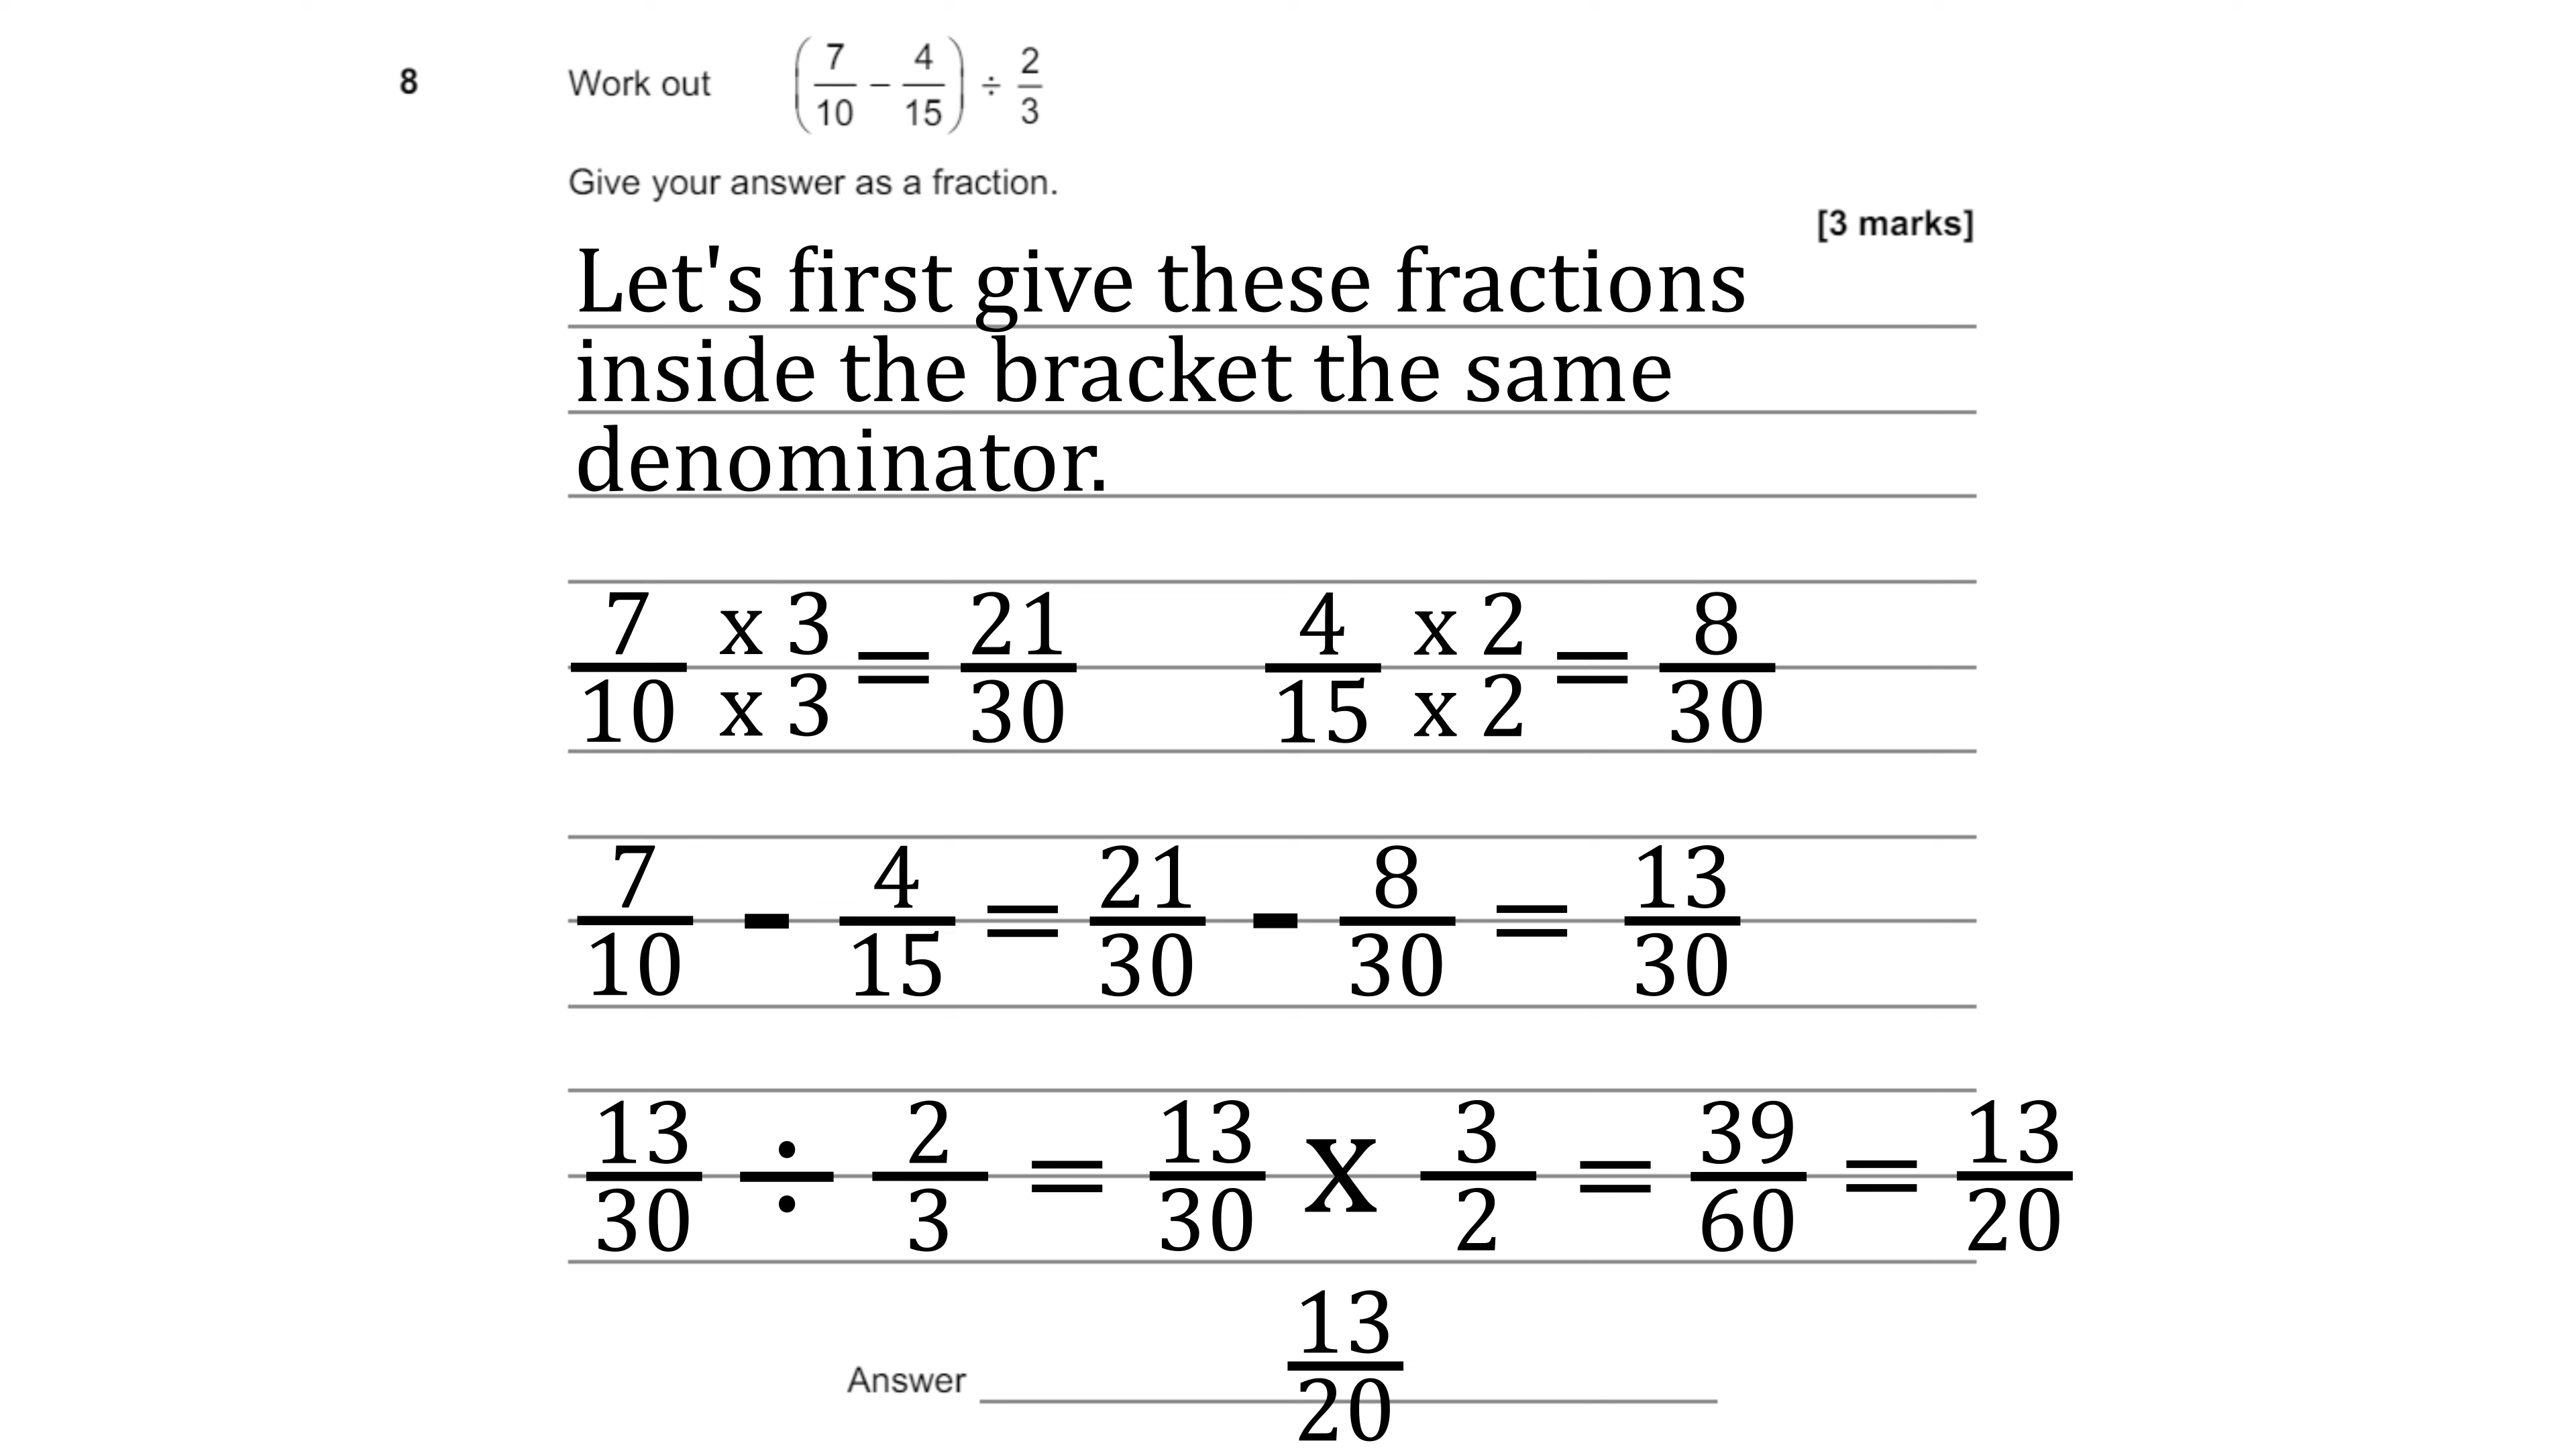 8 Work out (7/10 − 4/15) ÷ 2/3
Give your answer as a fraction.
[3 marks]
Let's first give these fractions
inside the bracket the same
denominator.
7/10 x 3 / x 3 = 21/30 4/15 x 2 / x 2 = 8/30
7/10 - 4/15 = 21/30 - 8/30 = 13/30
13/30 ÷ 2/3 = 13/30 x 3/2 = 39/60 = 13/20
Answer 13/20